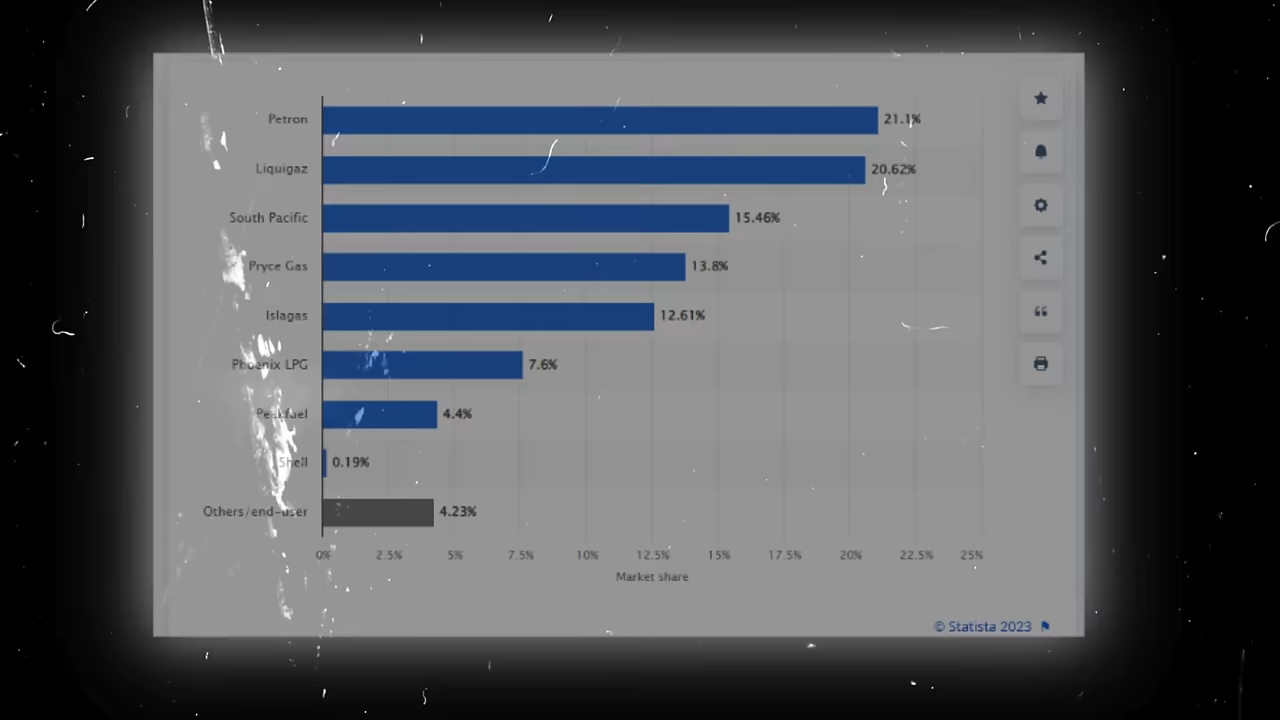 Petron 21.1%
Liquigaz 20.62%
South Pacific 15.46%
Pryce Gas 13.8%
Islagas 12.61%
Phoenix LPG 7.6%
Peakfuel 4.4%
Shell 0.19%
Others/end-user 4.23%
0% 2.5% 5% 7.5% 10% 12.5% 15% 17.5% 20% 22.5% 25%
Market share
© Statista 2023